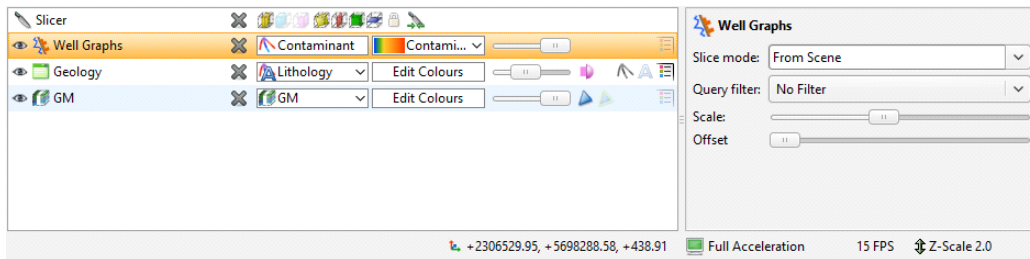 Slicer
Well Graphs Contaminant Contami...
Geology Lithology Edit Colours
GM GM Edit Colours
Well Graphs
Slice mode: From Scene
Query filter: No Filter
Scale:
Offset
+2306529.95, +5698288.58, +438.91 Full Acceleration 15 FPS Z-Scale 2.0